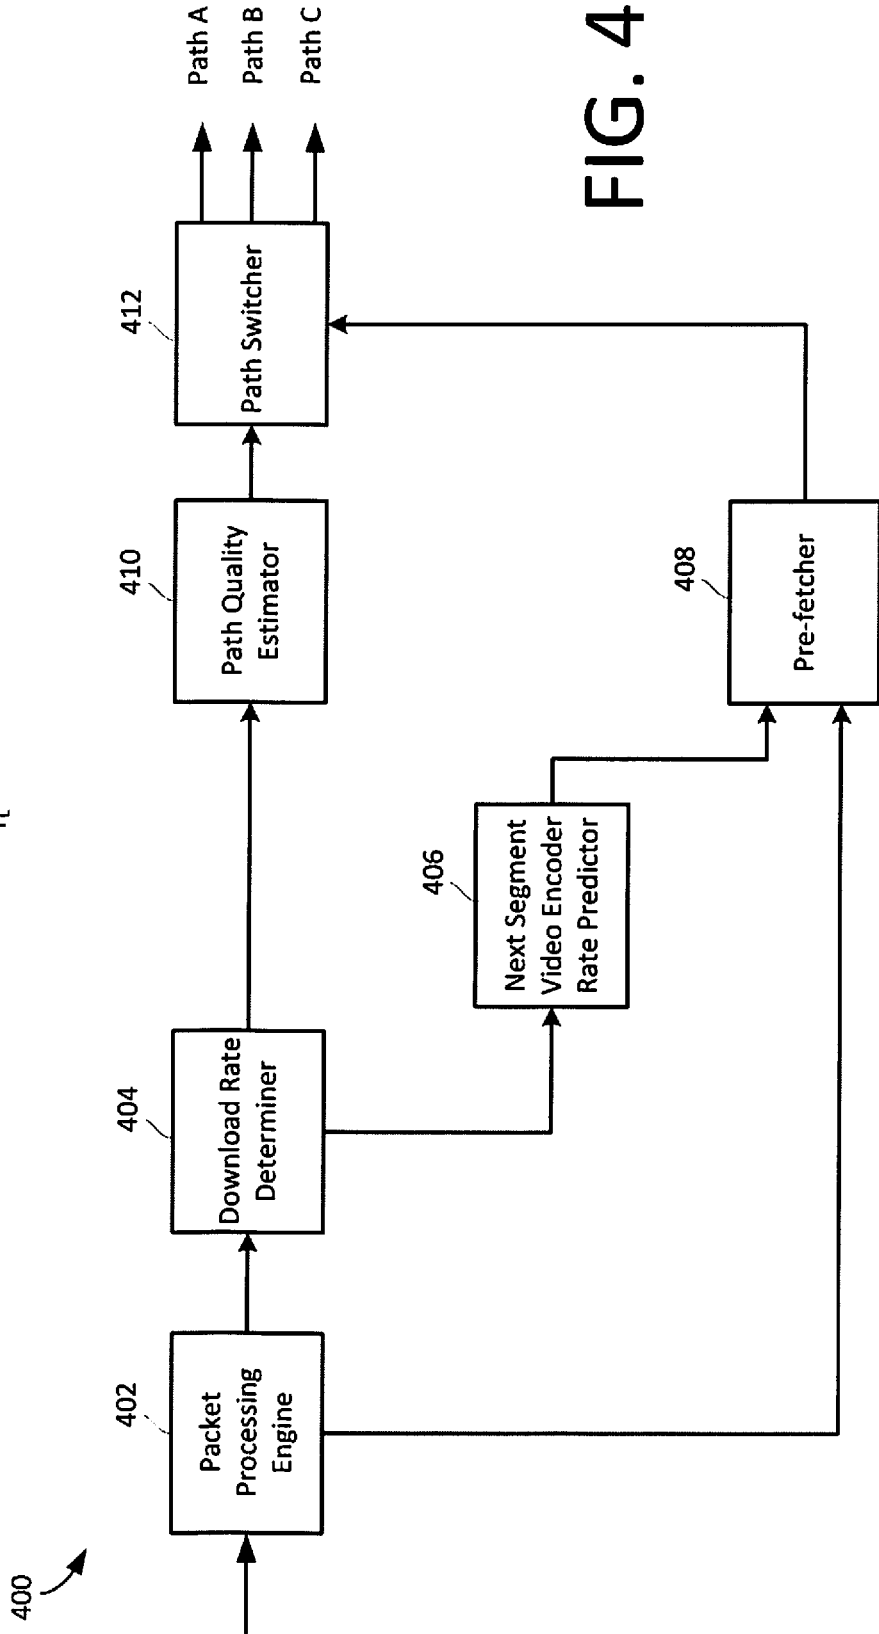 400
402
Packet
Processing
Engine
404
Download Rate
Determiner
406
Next Segment
Video Encoder
Rate Predictor
408
Pre-fetcher
410
Path Quality
Estimator
412
Path Switcher
Path A
Path B
Path C
FIG. 4